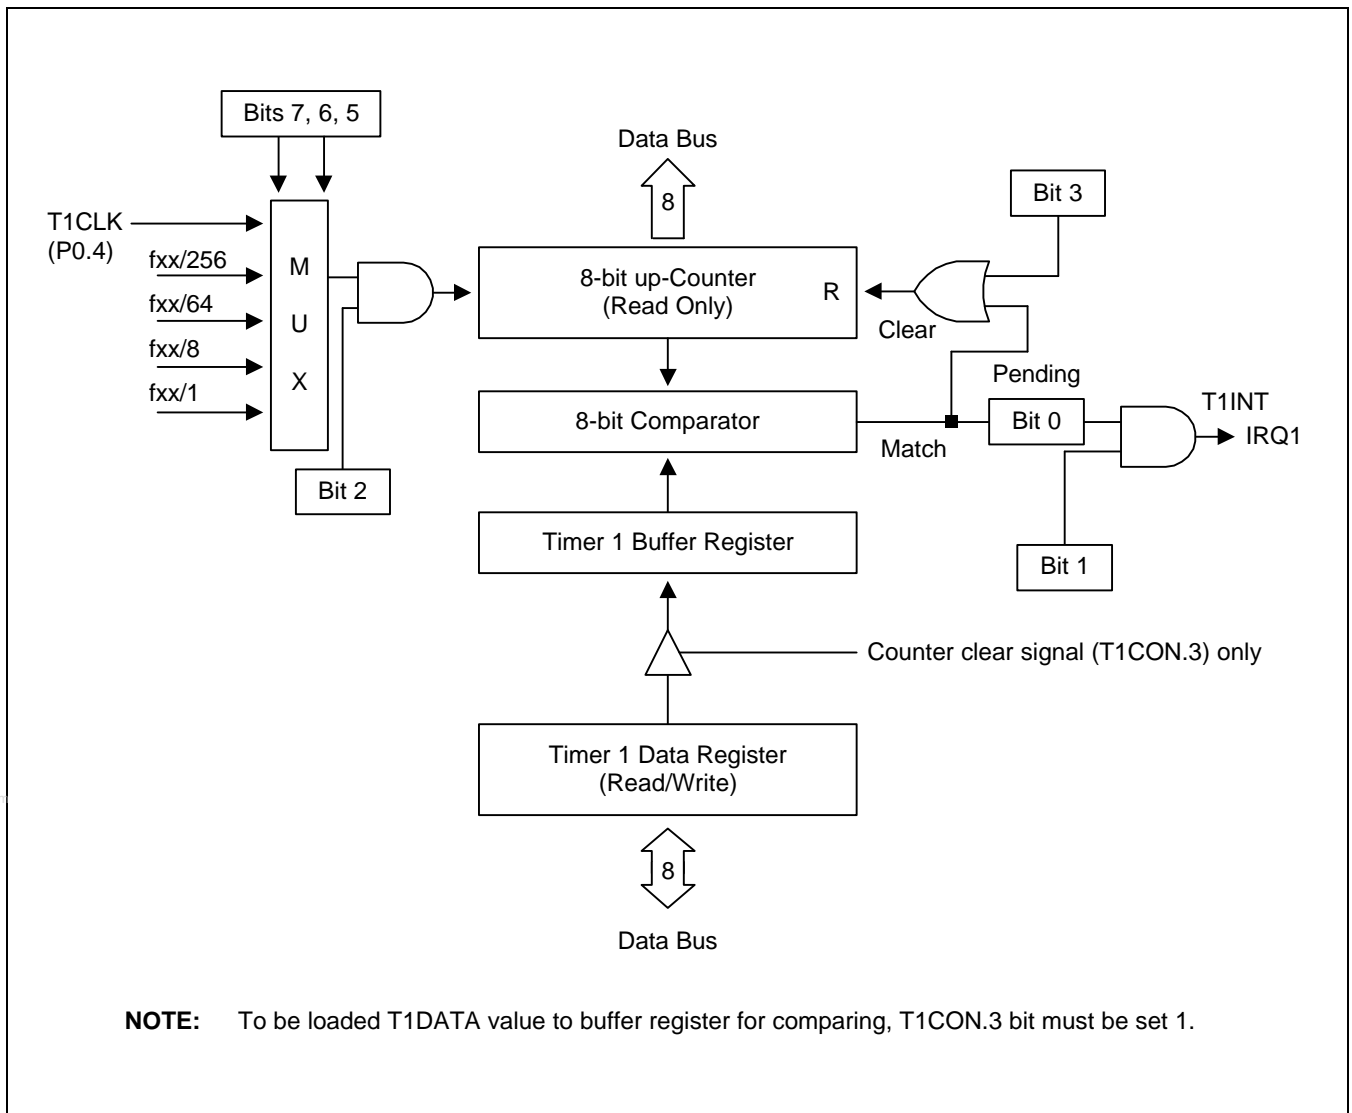 Bits 7, 6, 5
Data Bus
8
Bit 3
T1CLK
(P0.4)
fxx/256
fxx/64
fxx/8
fxx/1
M
U
X
8-bit up-Counter
(Read Only)
R
Clear
Pending
8-bit Comparator
Match
Bit 0
T1INT
IRQ1
Bit 2
Timer 1 Buffer Register
Bit 1
Counter clear signal (T1CON.3) only
Timer 1 Data Register
(Read/Write)
8
Data Bus
NOTE: To be loaded T1DATA value to buffer register for comparing, T1CON.3 bit must be set 1.